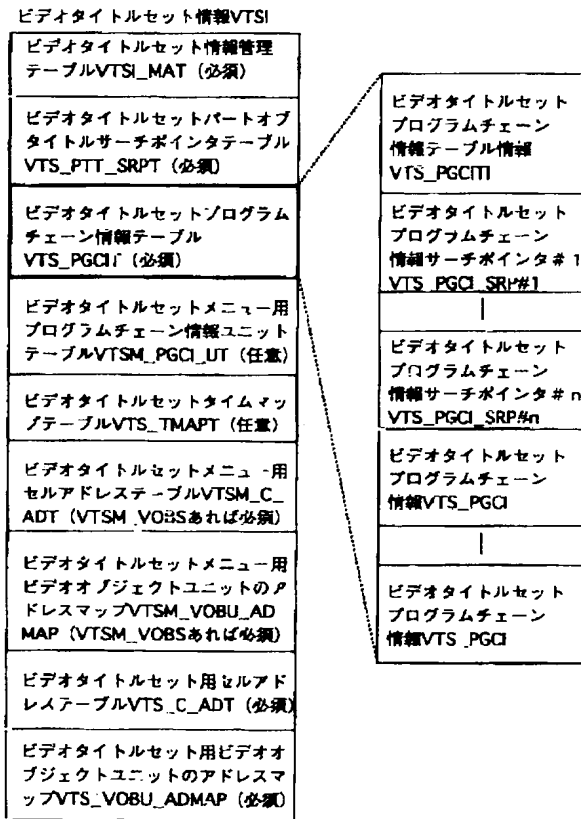 ビデオタイトルセット情報VTSI
ビデオタイトルセット情報管理
テーブルVTSI_MAT（必須）
ビデオタイトルセットパートオブ
タイトルサーチポインタテーブル
VTS_PTT_SRPT（必須）
ビデオタイトルセットプログラム
チェーン情報テーブル
VTS_PGCIT（必須）
ビデオタイトルセットメニュー用
プログラムチェーン情報ユニット
テーブルVTSM_PGCI_UT（任意）
ビデオタイトルセットタイムマッ
プテーブルVTS_TMAPT（任意）
ビデオタイトルセットメニュー用
セルアドレステーブルVTSM_C_
ADT（VTSM_VOBSあれば必須）
ビデオタイトルセットメニュー用
ビデオオブジェクトユニットのア
ドレスマップVTSM_VOBU_AD
MAP（VTSM_VOBSあれば必須）
ビデオタイトルセット用セルアド
レステーブルVTS_C_ADT（必須）
ビデオタイトルセット用ビデオオ
ブジェクトユニットのアドレスマ
ップVTS_VOBU_ADMAP（必須）
ビデオタイトルセット
プログラムチェーン
情報テーブル情報
VTS_PGCITI
ビデオタイトルセット
プログラムチェーン
情報サーチポインタ＃1
VTS_PGCI_SRP#1
ビデオタイトルセット
プログラムチェーン
情報サーチポインタ＃n
VTS_PGCI_SRP#n
ビデオタイトルセット
プログラムチェーン
情報VTS_PGCI
ビデオタイトルセット
プログラムチェーン
情報VTS_PGCI